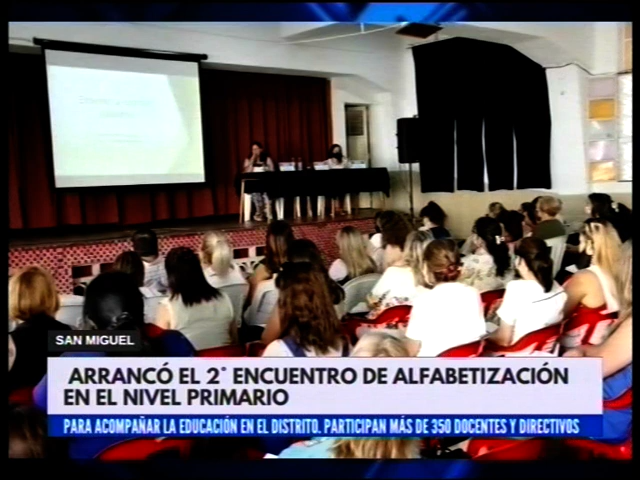 SAN MIGUEL
ARRANCÓ EL 2° ENCUENTRO DE ALFABETIZACIÓN
EN EL NIVEL PRIMARIO
PARA ACOMPAÑAR LA EDUCACIÓN EN EL DISTRITO. PARTICIPAN MÁS DE 350 DOCENTES Y DIRECTIVOS